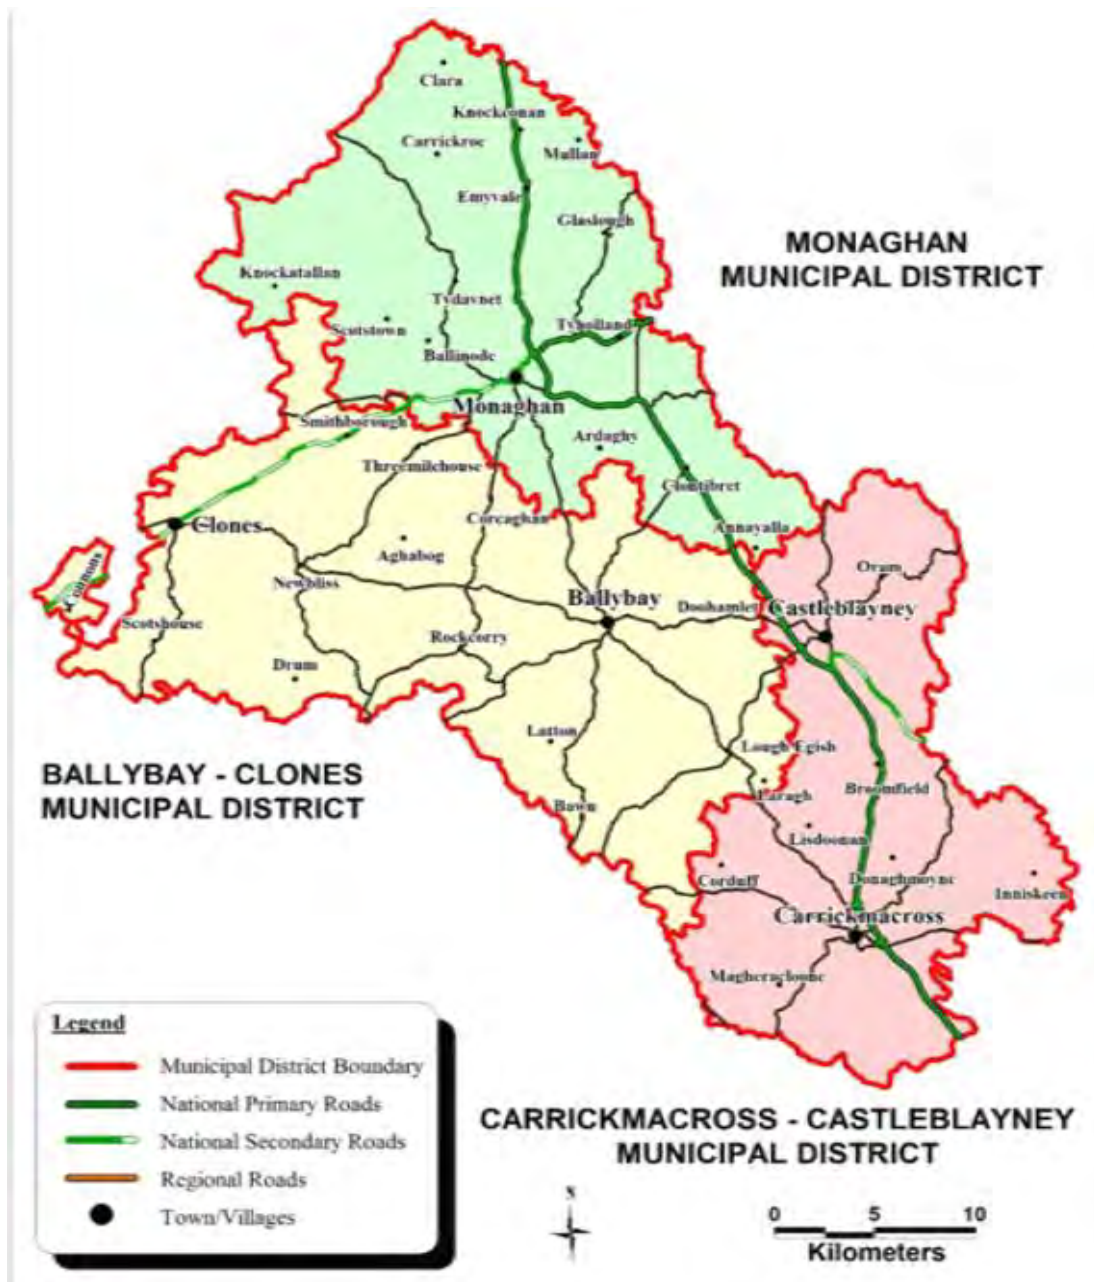 Clara
Knockconan
Carrickroe
Mullan
Emyvale
Glaslough
MONAGHAN
MUNICIPAL DISTRICT
Knockatallan
Tydavnet
Scotstown
Tyholland
Ballinode
Monaghan
Smithborough
Ardaghy
Threemilehouse
Clontibret
Corcaghan
Clones
Annayalla
Aghabog
Oram
Connons
Newbliss
Ballybay
Doohamlet
Castleblayney
Scotshouse
Rockcorry
Drum
Latton
Lough Egish
BALLYBAY - CLONES
MUNICIPAL DISTRICT
Broomfield
Laragh
Bawn
Lisdoonan
Corduff
Donaghmoyne
Inniskeen
Carrickmacross
Magheracloone
Legend
Municipal District Boundary
National Primary Roads
National Secondary Roads
Regional Roads
Town/Villages
CARRICKMACROSS - CASTLEBLAYNEY
MUNICIPAL DISTRICT
0 5 10
Kilometers